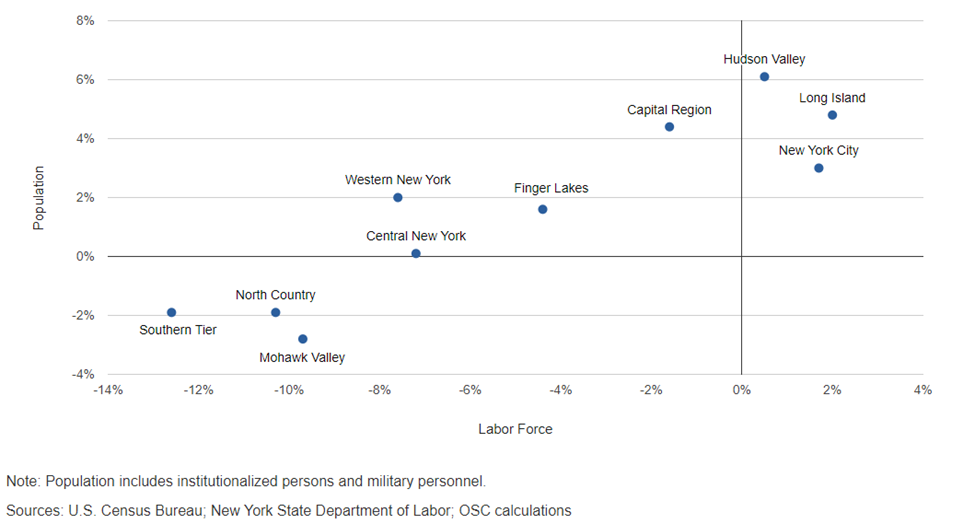 8%
Hudson Valley
6%
Long Island
Capital Region
4%
New York City
Western New York
Finger Lakes
2%
Central New York
0%
North Country
-2%
Southern Tier
Mohawk Valley
-4%
-14% -12% -10% -8% -6% -4% -2% 0% 2% 4%
Population
Labor Force
Note: Population includes institutionalized persons and military personnel.
Sources: U.S. Census Bureau; New York State Department of Labor; OSC calculations